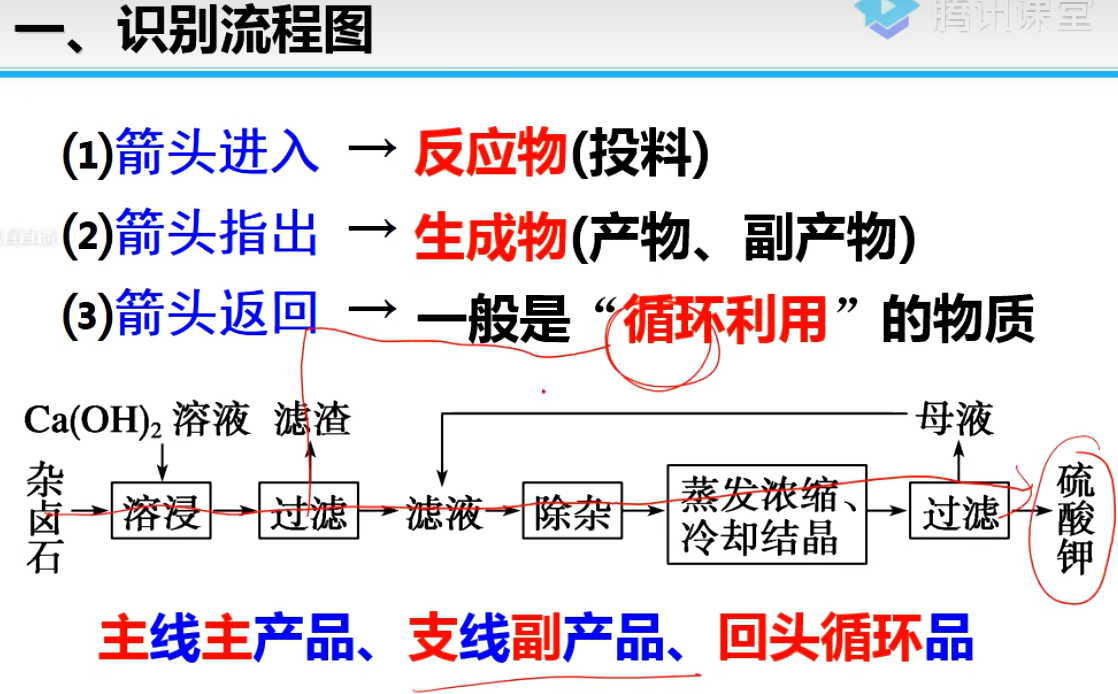 一、识别流程图
腾讯课堂
(1)箭头进入 → 反应物(投料)
(2)箭头指出 → 生成物(产物、副产物)
(3)箭头返回 → 一般是“循环利用”的物质
Ca(OH)₂ 溶液 滤渣 母液
杂卤石 → 溶浸 → 过滤 → 滤液 → 除杂 → 蒸发浓缩、冷却结晶 → 过滤 → 硫酸钾
主线主产品、支线副产品、回头循环品